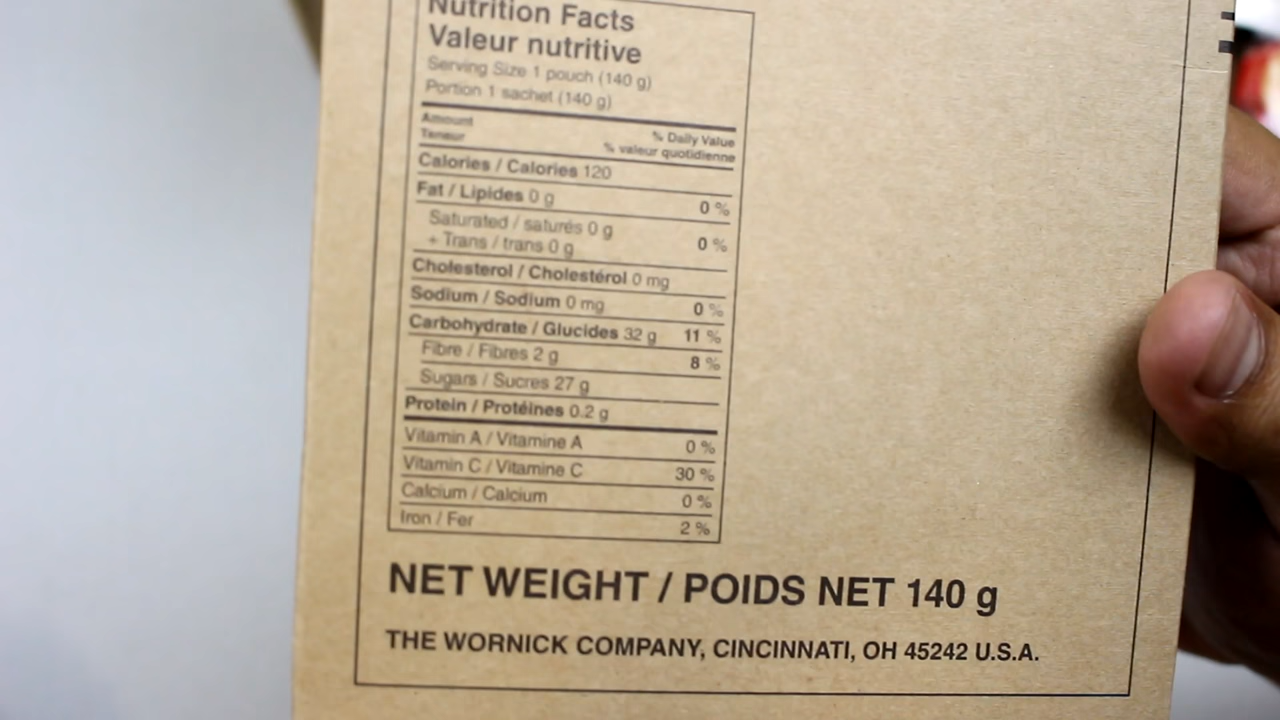 Nutrition Facts
Valeur nutritive
Serving Size 1 pouch (140 g)
Portion 1 sachet (140 g)
Amount
Teneur
% Daily Value
% valeur quotidienne
Calories / Calories 120
Fat / Lipides 0 g 0 %
Saturated / saturés 0 g
+ Trans / trans 0 g 0 %
Cholesterol / Cholestérol 0 mg
Sodium / Sodium 0 mg 0 %
Carbohydrate / Glucides 32 g 11 %
Fibre / Fibres 2 g 8 %
Sugars / Sucres 27 g
Protein / Protéines 0.2 g
Vitamin A / Vitamine A 0 %
Vitamin C / Vitamine C 30 %
Calcium / Calcium 0 %
Iron / Fer 2 %
NET WEIGHT / POIDS NET 140 g
THE WORNICK COMPANY, CINCINNATI, OH 45242 U.S.A.